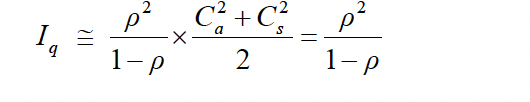 I_q ≅ ρ²/(1−ρ) × (C_a² + C_s²)/2 = ρ²/(1−ρ)